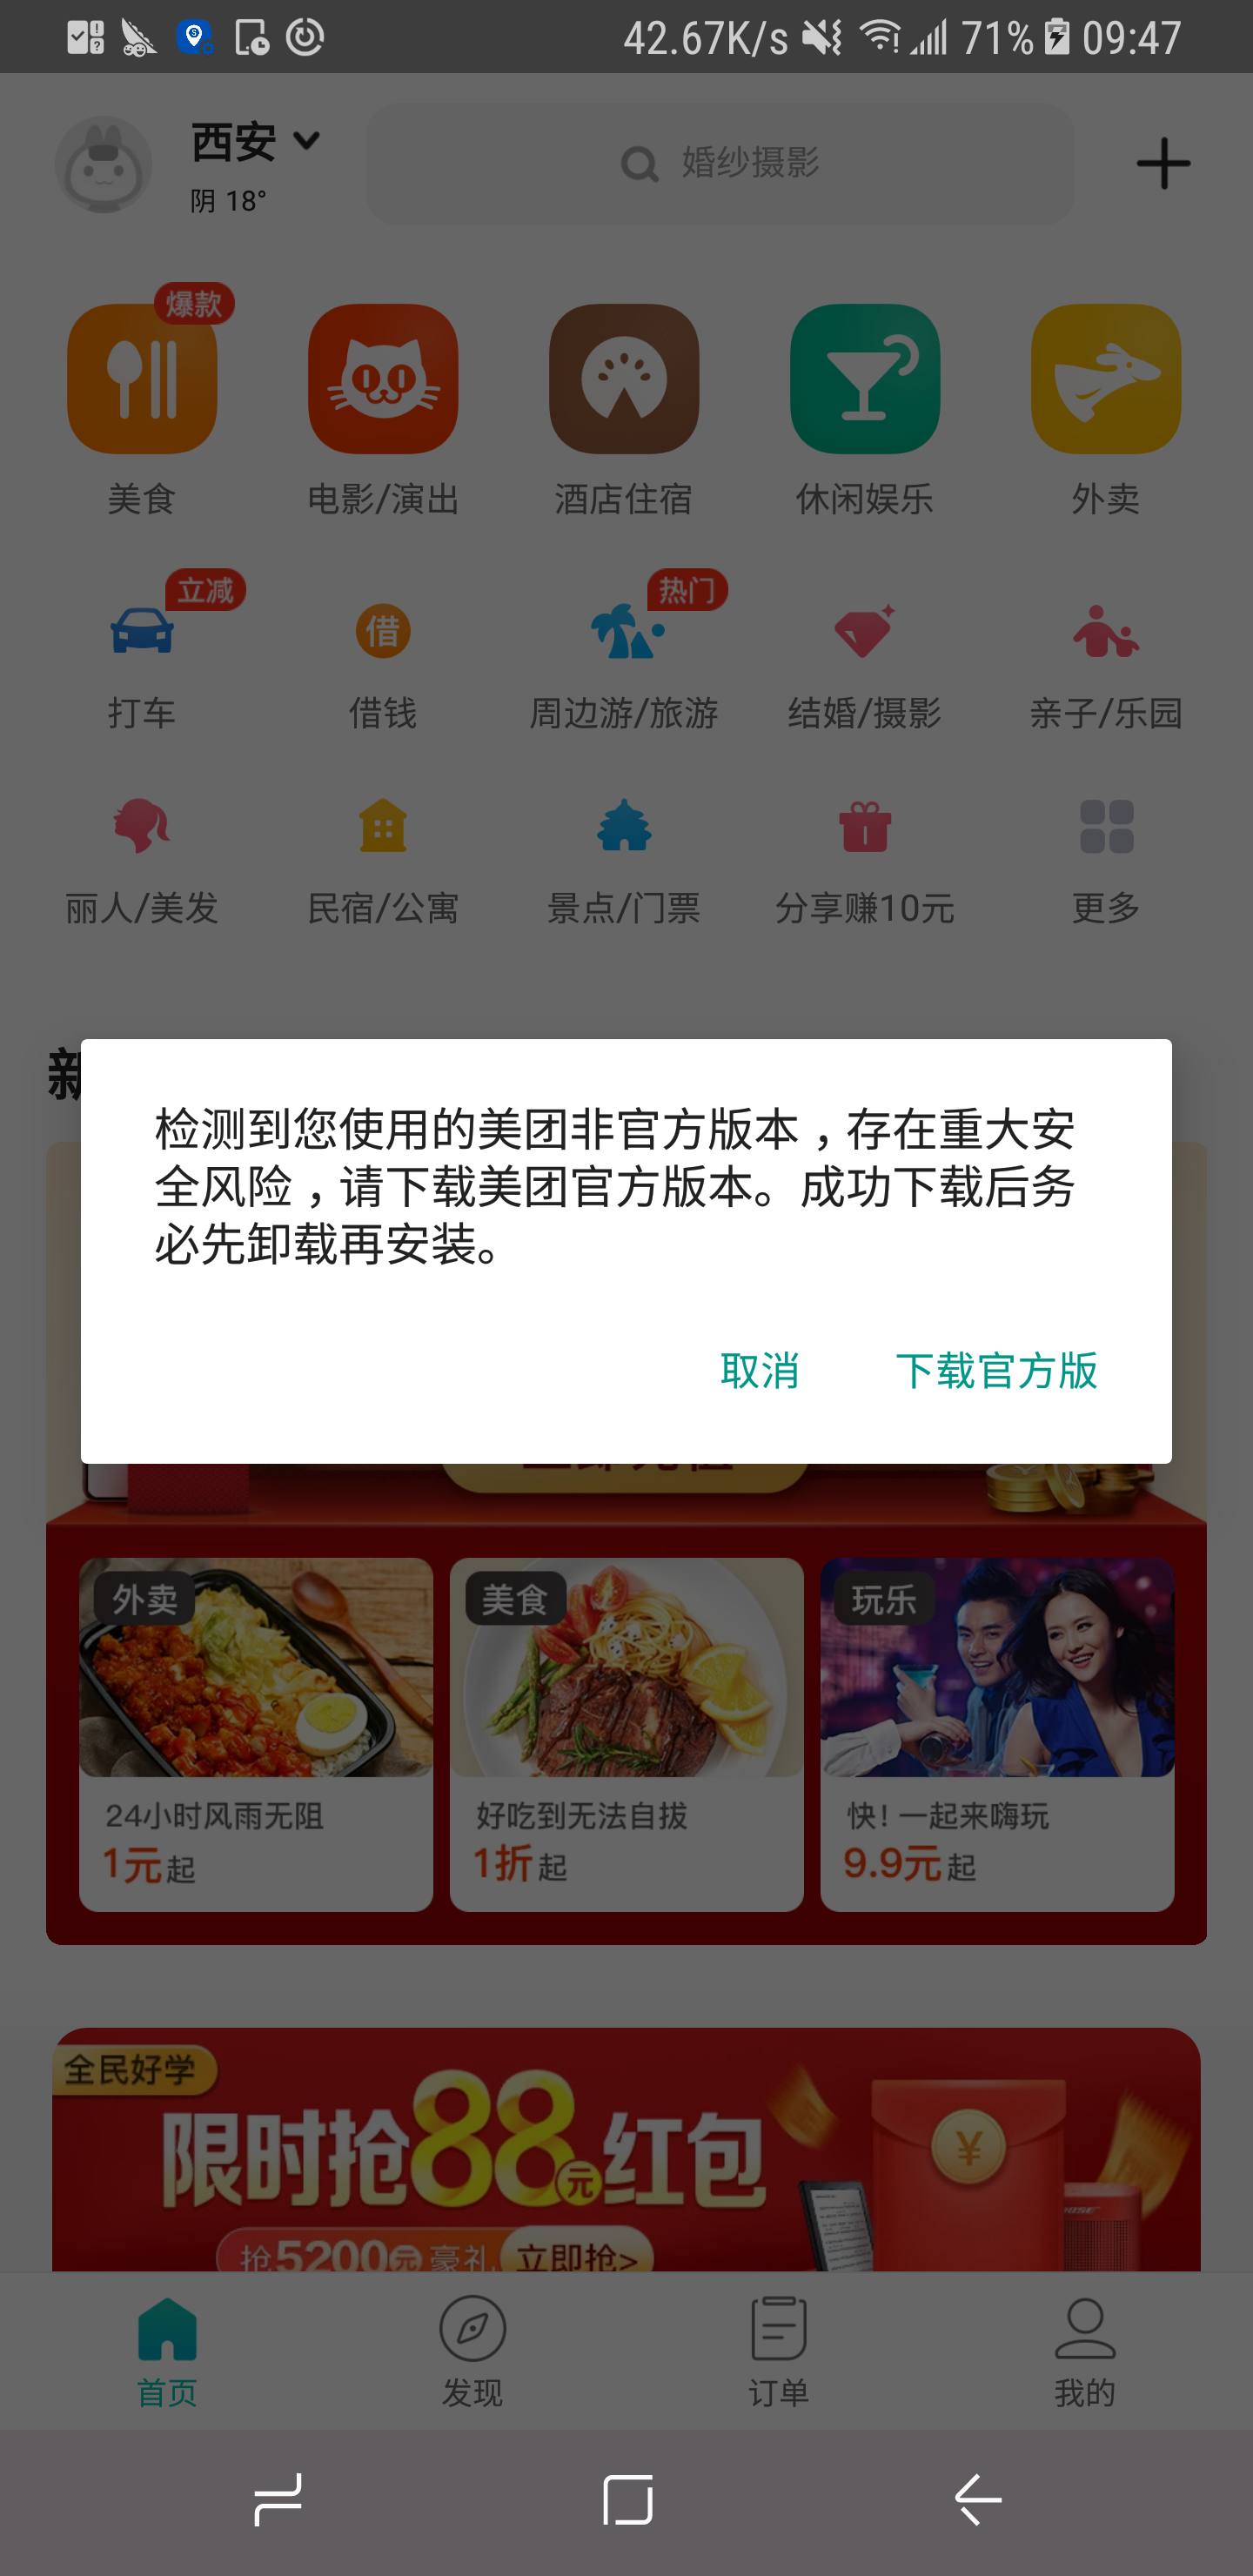 42.67K/s 71% 09:47
西安
阴 18°
婚纱摄影
爆款
美食 电影/演出 酒店住宿 休闲娱乐 外卖
立减 热门
借
打车 借钱 周边游/旅游 结婚/摄影 亲子/乐园
丽人/美发 民宿/公寓 景点/门票 分享赚10元 更多
检测到您使用的美团非官方版本，存在重大安
全风险，请下载美团官方版本。成功下载后务
必先卸载再安装。
取消 下载官方版
外卖 美食 玩乐
24小时风雨无阻 好吃到无法自拔 快! 一起来嗨玩
1元起 1折起 9.9元起
全民好学
限时抢88元红包
¥
BOSE
抢5200元豪礼 立即抢>
首页 发现 订单 我的